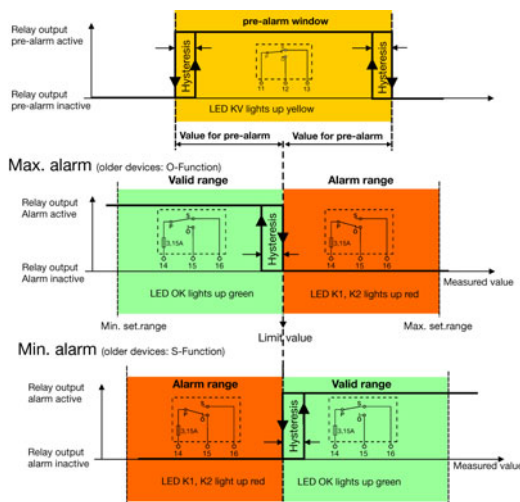 pre-alarm window
Relay output
pre-alarm active
Hysteresis
Hysteresis
11 12 13
Relay output
pre-alarm inactive
LED KV lights up yellow
Value for pre-alarm
Value for pre-alarm
Max. alarm (older devices: O-Function)
Valid range
Alarm range
Relay output
Alarm active
S
S
Hysteresis
3,15A
3,15A
14 15 16
14 15 16
Relay output
Alarm inactive
Measured value
LED OK lights up green
LED K1, K2 lights up red
Min. set.range
Max. set.range
Limit value
Min. alarm (older devices: S-Function)
Alarm range
Valid range
Relay output
alarm active
S
S
Hysteresis
3,15A
3,15A
14 15 16
14 15 16
Relay output
alarm inactive
Measured value
LED K1, K2 light up red
LED OK lights up green